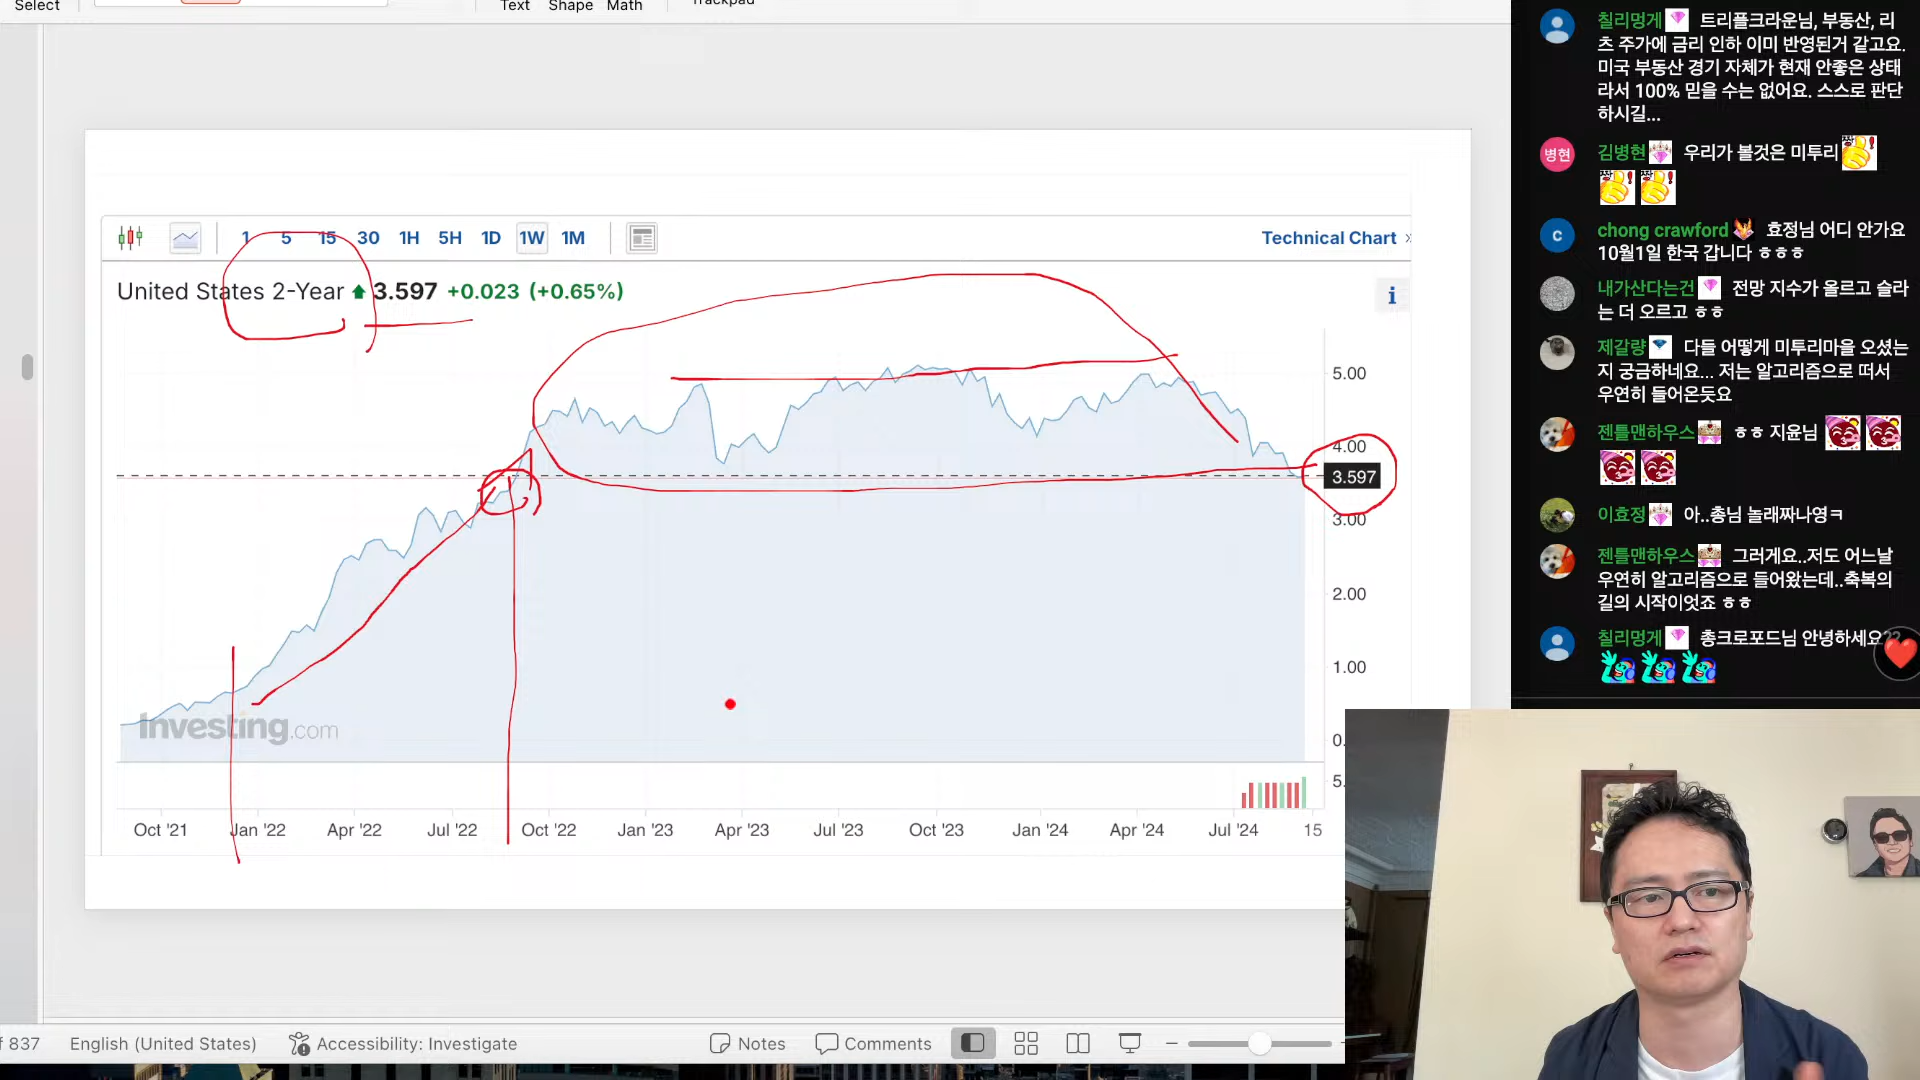 Select
Text Shape Math
Trackpad
1 5 15 30 1H 5H 1D 1W 1M
Technical Chart »
United States 2-Year 3.597 +0.023 (+0.65%)
i
5.00
4.00
3.597
3.00
2.00
1.00
0.
5.
Investing.com
Oct '21 Jan '22 Apr '22 Jul '22 Oct '22 Jan '23 Apr '23 Jul '23 Oct '23 Jan '24 Apr '24 Jul '24 15
837 English (United States) Accessibility: Investigate Notes Comments
칠리멍게 트리플크라운님, 부동산, 리
츠 주가에 금리 인하 이미 반영된거 같고요.
미국 부동산 경기 자체가 현재 안좋은 상태
라서 100% 믿을 수는 없어요. 스스로 판단
하시길...
병현
김병현 우리가 볼것은 미투리
c
chong crawford 효정님 어디 안가요
10월1일 한국 갑니다 ㅎㅎㅎ
내가산다는건 전망 지수가 올르고 슬라
는 더 오르고 ㅎㅎ
제갈량 다들 어떻게 미투리마을 오셨는
지 궁금하네요... 저는 알고리즘으로 떠서
우연히 들어온듯요
젠틀맨하우스 ㅎㅎ 지윤님
이효정 아..총님 놀래짜나영ㅋ
젠틀맨하우스 그러게요..저도 어느날
우연히 알고리즘으로 들어왔는데..축복의
길의 시작이엇죠 ㅎㅎ
칠리멍게 총크로포드님 안녕하세요??